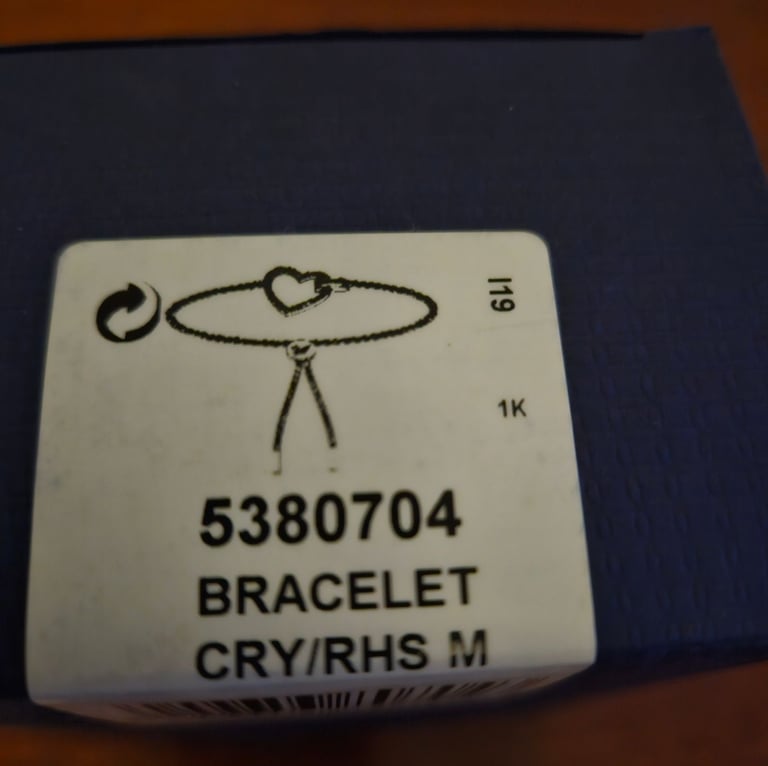 I19
1K
5380704
BRACELET
CRY/RHS M